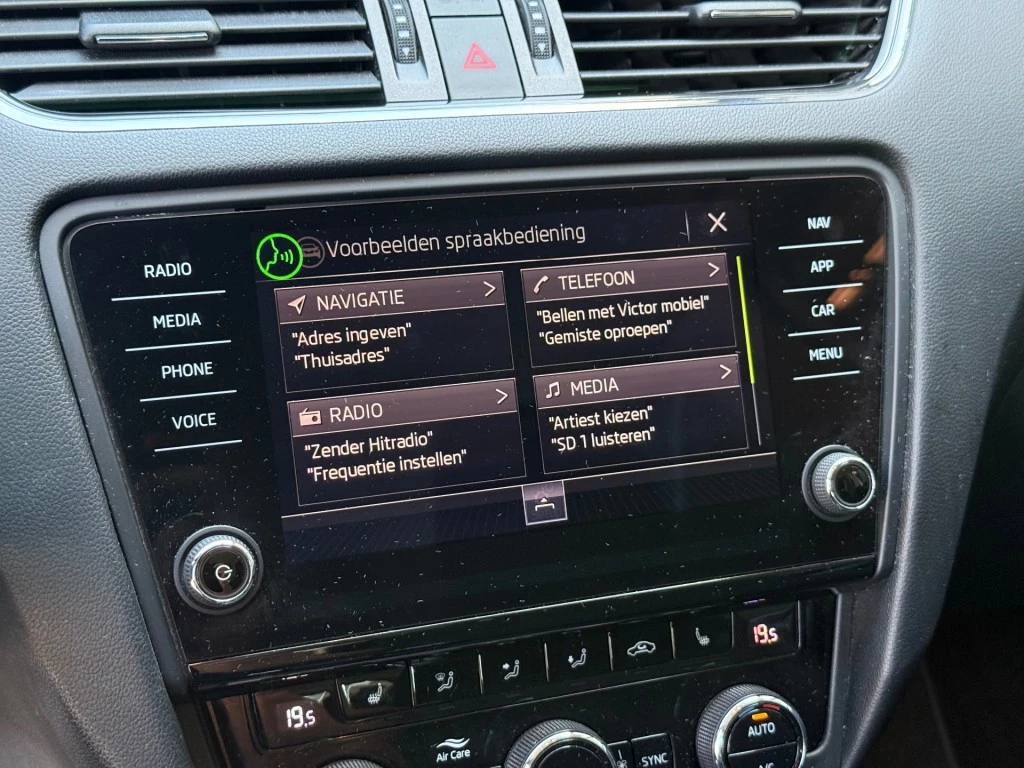 RADIO
MEDIA
PHONE
VOICE
Voorbeelden spraakbediening
NAVIGATIE
"Adres ingeven"
"Thuisadres"
TELEFOON
"Bellen met Victor mobiel"
"Gemiste oproepen"
RADIO
"Zender Hitradio"
"Frequentie instellen"
MEDIA
"Artiest kiezen"
"SD 1 luisteren"
NAV
APP
CAR
MENU
19.5
19.5
Air Care
SYNC
AUTO
A/C